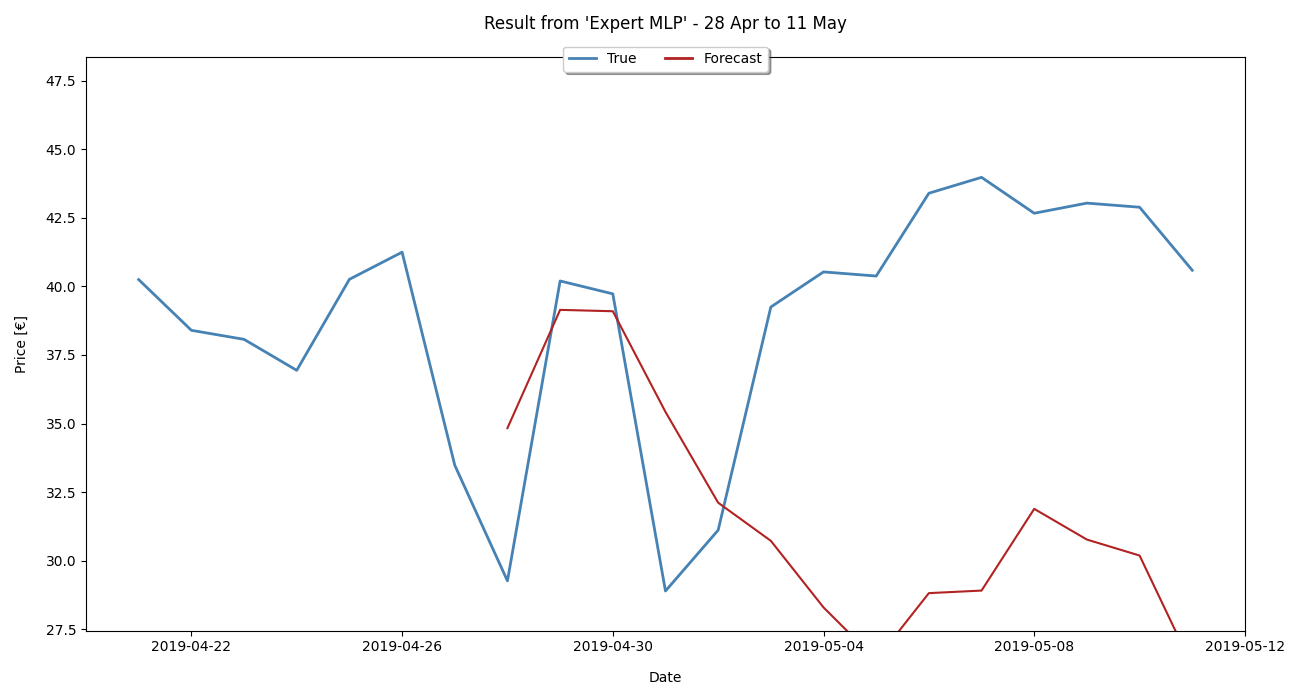 Result from 'Expert MLP' - 28 Apr to 11 May
True Forecast
47.5
45.0
42.5
40.0
37.5
35.0
32.5
30.0
27.5
Price [€]
2019-04-22 2019-04-26 2019-04-30 2019-05-04 2019-05-08 2019-05-12
Date